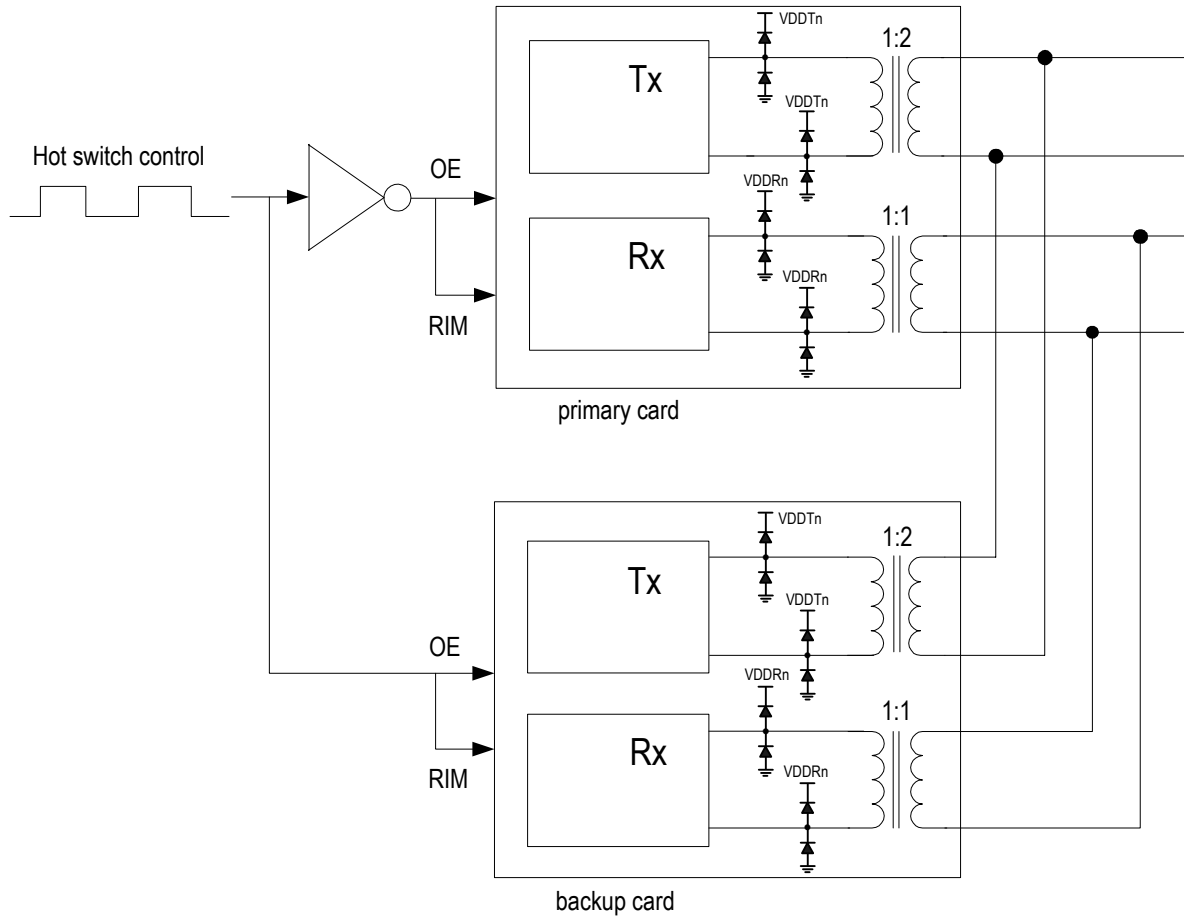 VDDTn
1:2
Tx
VDDTn
Hot switch control
OE
VDDRn
1:1
Rx
VDDRn
RIM
primary card
VDDTn
1:2
Tx
VDDTn
OE
VDDRn
1:1
Rx
VDDRn
RIM
backup card